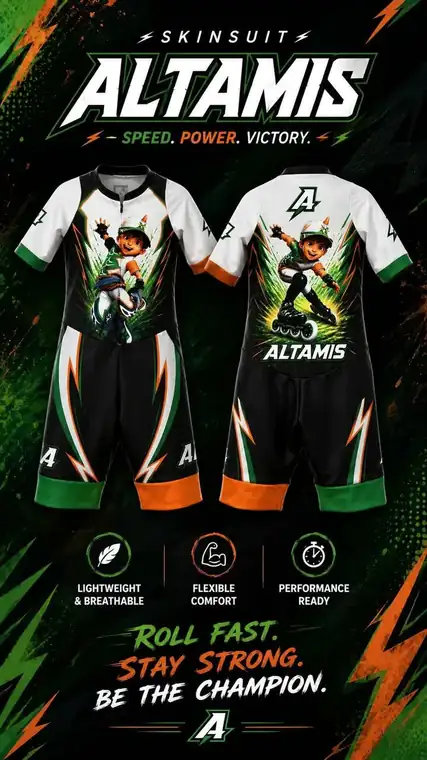 SKINSUIT
ALTAMIS
SPEED. POWER. VICTORY.
A
ALTAMIS
A
A
LIGHTWEIGHT
& BREATHABLE
FLEXIBLE
COMFORT
PERFORMANCE
READY
ROLL FAST.
STAY STRONG.
BE THE CHAMPION.
A